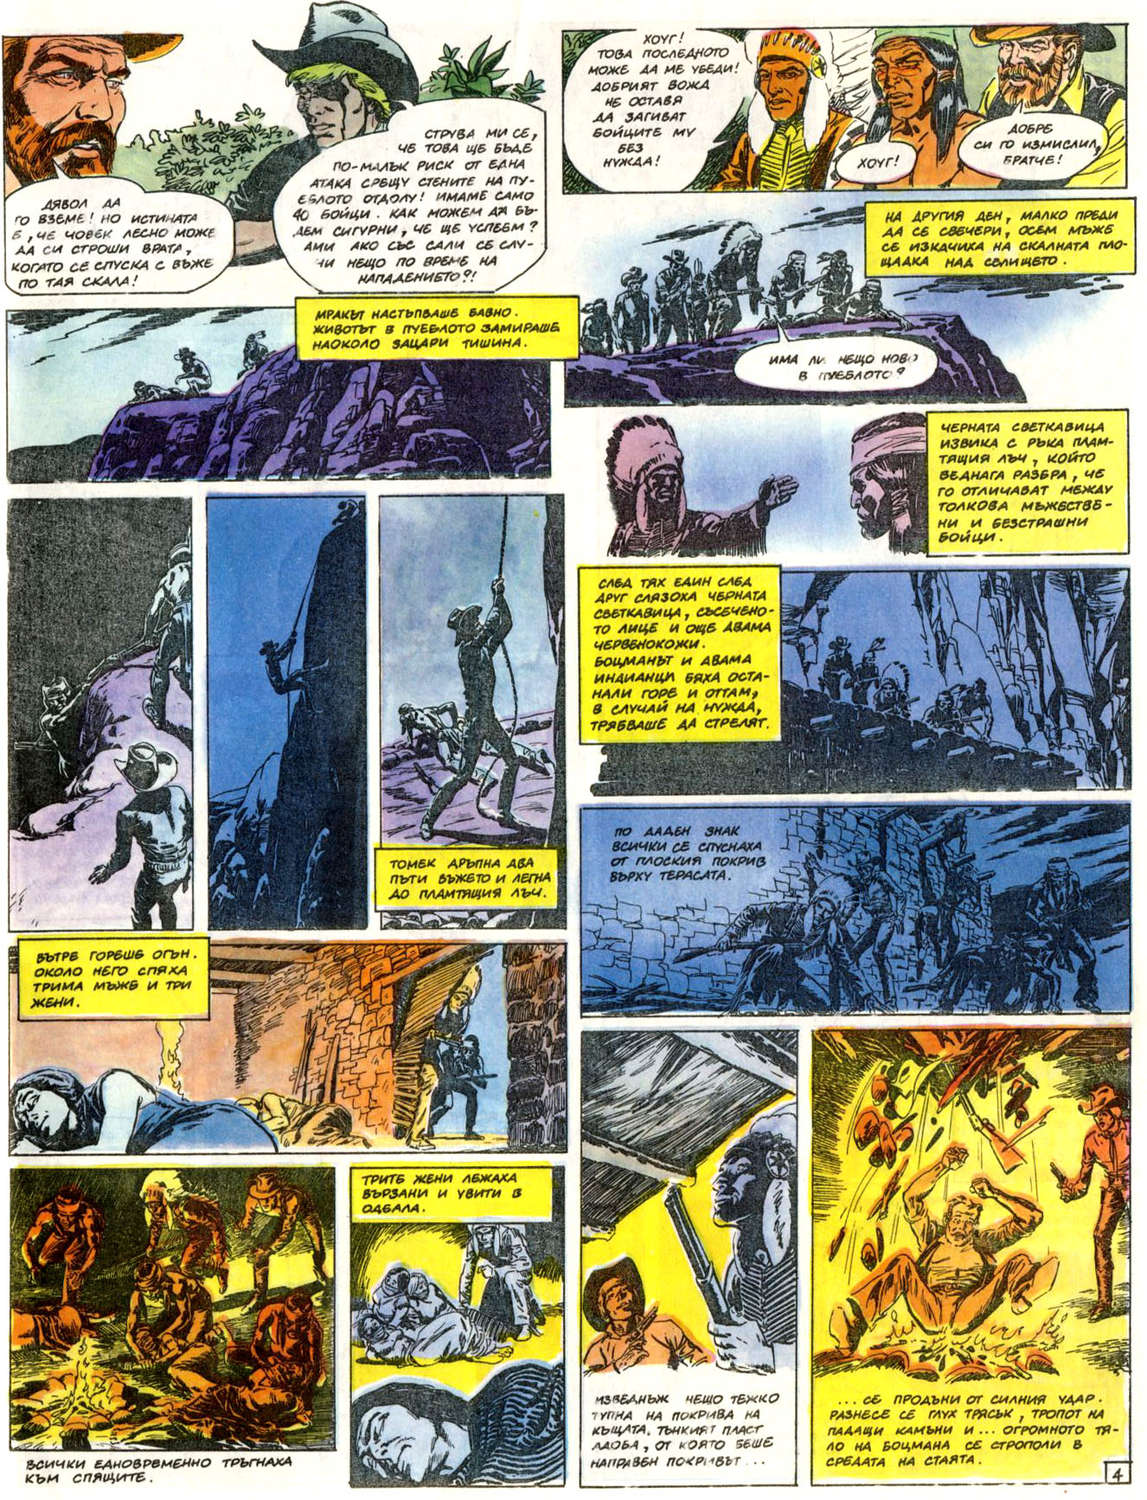 ДЯВОЛ ДА
ГО ВЗЕМЕ! НО ИСТИНАТА
Е, ЧЕ ЧОВЕК ЛЕСНО МОЖЕ
ДА СИ СТРОШИ ВРАТА,
КОГАТО СЕ СПУСКА С ВЪЖЕ
ПО ТАЯ СКАЛА!
СТРУВА МИ СЕ,
ЧЕ ТОВА ЩЕ БЪДЕ
ПО-МАЛЪК РИСК ОТ ЕДНА
АТАКА СРЕЩУ СТЕНИТЕ НА ПУ-
ЕБЛОТО ОТДОЛУ! ИМАМЕ САМО
40 БОЙЦИ. КАК МОЖЕМ ДА БЪ-
ДЕМ СИГУРНИ, ЧЕ ЩЕ УСПЕЕМ?
АМИ АКО СЪС САЛИ СЕ СЛУ-
ЧИ НЕЩО ПО ВРЕМЕ НА
НАПАДЕНИЕТО?!
ХОУГ!
ТОВА ПОСЛЕДНОТО
МОЖЕ ДА МЕ УБЕДИ!
ДОБРИЯТ ВОЖД
НЕ ОСТАВЯ
ДА ЗАГИВАТ
БОЙЦИТЕ МУ
БЕЗ
НУЖДА!
ХОУГ!
ДОБРЕ
СИ ГО ИЗМИСЛИЛ,
БРАТЧЕ!
НА ДРУГИЯ ДЕН, МАЛКО ПРЕДИ
ДА СЕ СВЕЧЕРИ, ОСЕМ МЪЖЕ
СЕ ИЗКАЧИХА НА СКАЛНАТА ПЛО-
ЩАДКА НАД СЕЛИЩЕТО.
МРАКЪТ НАСТЪПВАШЕ БАВНО.
ЖИВОТЪТ В ПУЕБЛОТО ЗАМИРАШЕ
НАОКОЛО ЗАЦАРИ ТИШИНА.
ИМА ЛИ НЕЩО НОВО
В ПУЕБЛОТО?
ЧЕРНАТА СВЕТКАВИЦА
ИЗВИКА С РЪКА ПЛАМ-
ТЯЩИЯ ЛЪЧ, КОЙТО
ВЕДНАГА РАЗБРА, ЧЕ
ГО ОТЛИЧАВАТ МЕЖДУ
ТОЛКОВА МЪЖЕСТВЕ-
НИ И БЕЗСТРАШНИ
БОЙЦИ.
ТОМЕК ДРЪПНА ДВА
ПЪТИ ВЪЖЕТО И ЛЕГНА
ДО ПЛАМТЯЩИЯ ЛЪЧ.
СЛЕД ТЯХ ЕДИН СЛЕД
ДРУГ СЛЯЗОХА ЧЕРНАТА
СВЕТКАВИЦА, СЪСЕЧЕНО-
ТО ЛИЦЕ И ОЩЕ ДВАМА
ЧЕРВЕНОКОЖИ.
БОЦМАНЪТ И ДВАМА
ИНДИАНЦИ БЯХА ОСТА-
НАЛИ ГОРЕ И ОТТАМ,
В СЛУЧАЙ НА НУЖДА,
ТРЯБВАШЕ ДА СТРЕЛЯТ.
ПО ДАДЕН ЗНАК
ВСИЧКИ СЕ СПУСНАХА
ОТ ПЛОСКИЯ ПОКРИВ
ВЪРХУ ТЕРАСАТА.
ВЪТРЕ ГОРЕШЕ ОГЪН.
ОКОЛО НЕГО СПЯХА
ТРИМА МЪЖЕ И ТРИ
ЖЕНИ.
ВСИЧКИ ЕДНОВРЕМЕННО ТРЪГНАХА
КЪМ СПЯЩИТЕ.
ТРИТЕ ЖЕНИ ЛЕЖАХА
ВЪРЗАНИ И УВИТИ В
ОДЕАЛА.
ИЗВЕДНЪЖ НЕЩО ТЕЖКО
ТУПНА НА ПОКРИВА НА
КЪЩАТА. ТЪНКИЯТ ПЛАСТ
ДЛОБА, ОТ КОЯТО БЕШЕ
НАПРАВЕН ПОКРИВЪТ...
...СЕ ПРОДЪНИ ОТ СИЛНИЯ УДАР.
РАЗНЕСЕ СЕ ГЛУХ ТРЯСЪК, ТРОПОТ НА
ПАДАЩИ КАМЪНИ И... ОГРОМНОТО ТЯ-
ЛО НА БОЦМАНА СЕ СТРОПОЛИ В
СРЕДАТА НА СТАЯТА.
4